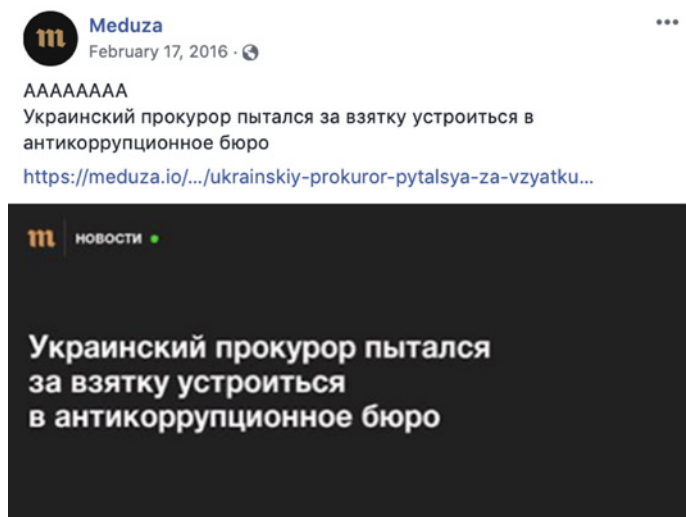 m
Meduza
February 17, 2016 ·
АААААААА
Украинский прокурор пытался за взятку устроиться в
антикоррупционное бюро
https://meduza.io/.../ukrainskiy-prokuror-pytalsya-za-vzyatku...
m НОВОСТИ
Украинский прокурор пытался
за взятку устроиться
в антикоррупционное бюро